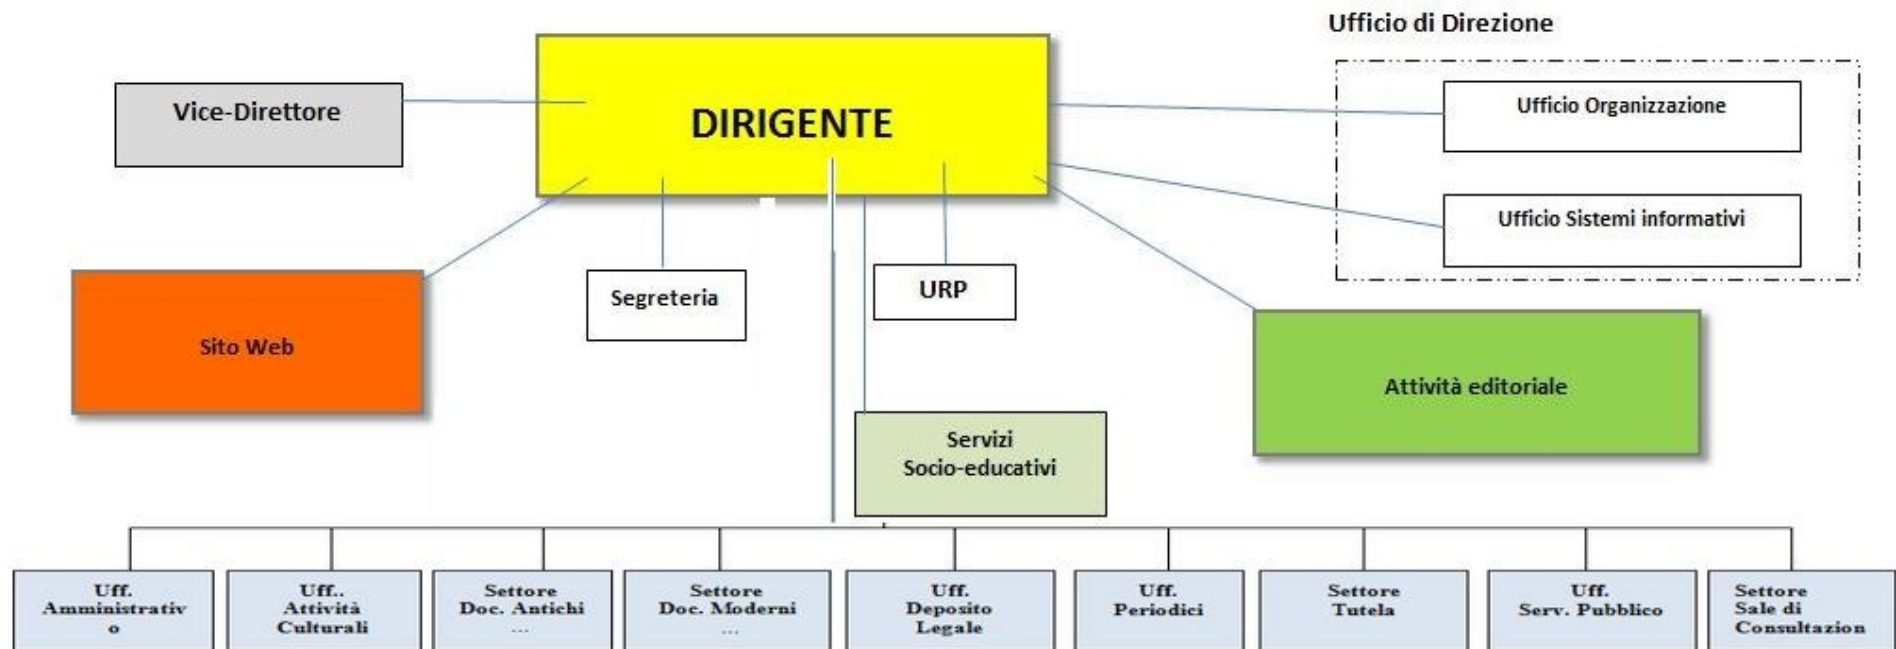 Ufficio di Direzione
Vice-Direttore
DIRIGENTE
Ufficio Organizzazione
Ufficio Sistemi informativi
Sito Web
Segreteria
URP
Attività editoriale
Servizi
Socio-educativi
Uff.
Amministrativ
o
Uff..
Attività
Culturali
Settore
Doc. Antichi
...
Settore
Doc. Moderni
...
Uff.
Deposito
Legale
Uff.
Periodici
Settore
Tutela
Uff.
Serv. Pubblico
Settore
Sale di
Consultazion